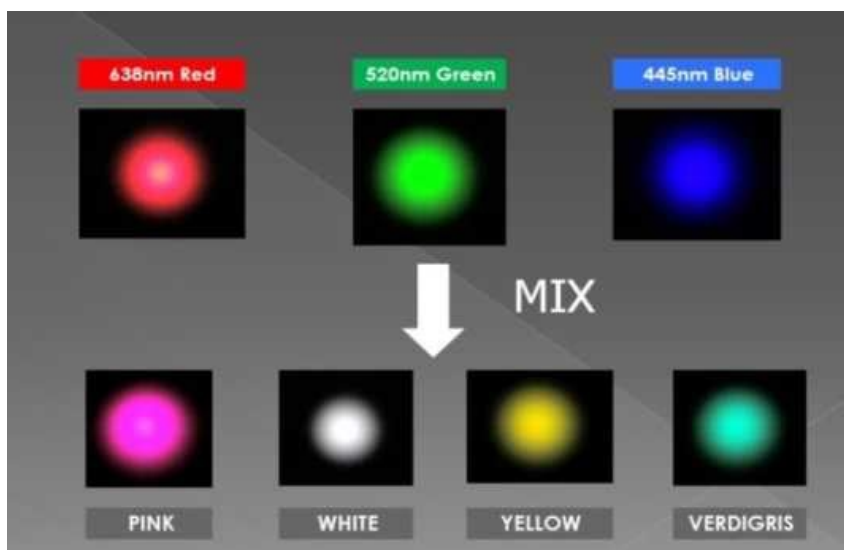 638nm Red
520nm Green
445nm Blue
MIX
PINK
WHITE
YELLOW
VERDIGRIS